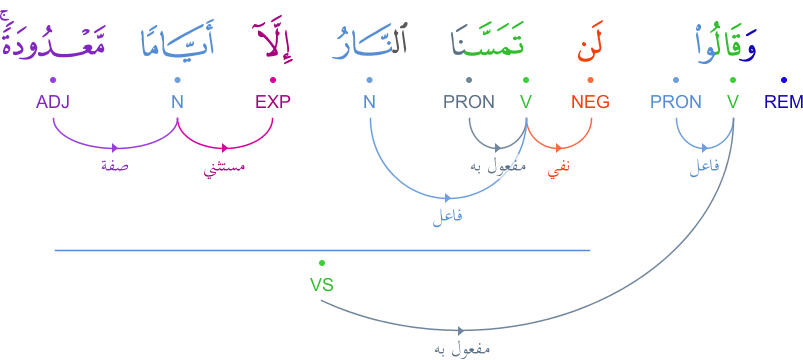 وَقَالُوا۟ لَن تَمَسَّنَا ٱلنَّارُ إِلَّآ أَيَّامًا مَّعْدُودَةً ۚ
REM V PRON NEG V PRON N EXP N ADJ
فاعل نفي مفعول به مستثني صفة
فاعل
VS
مفعول به